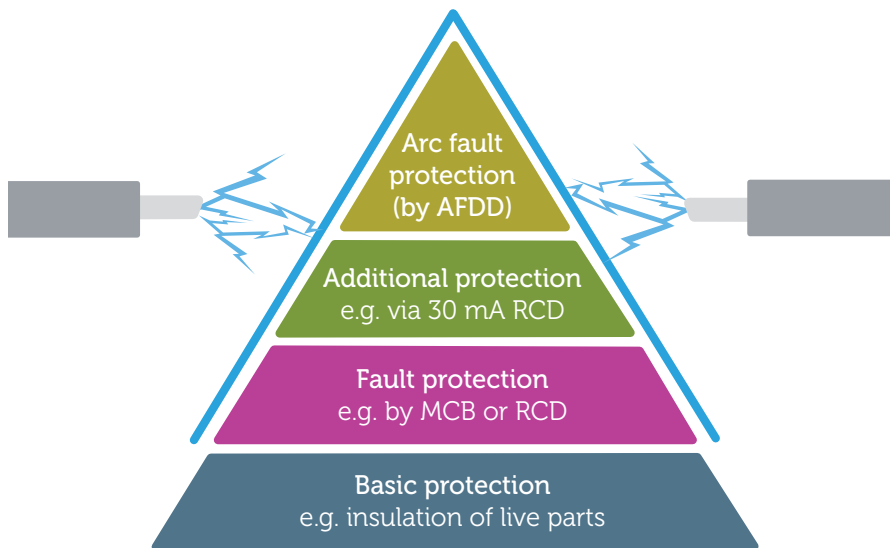 Arc fault
protection
(by AFDD)
Additional protection
e.g. via 30 mA RCD
Fault protection
e.g. by MCB or RCD
Basic protection
e.g. insulation of live parts